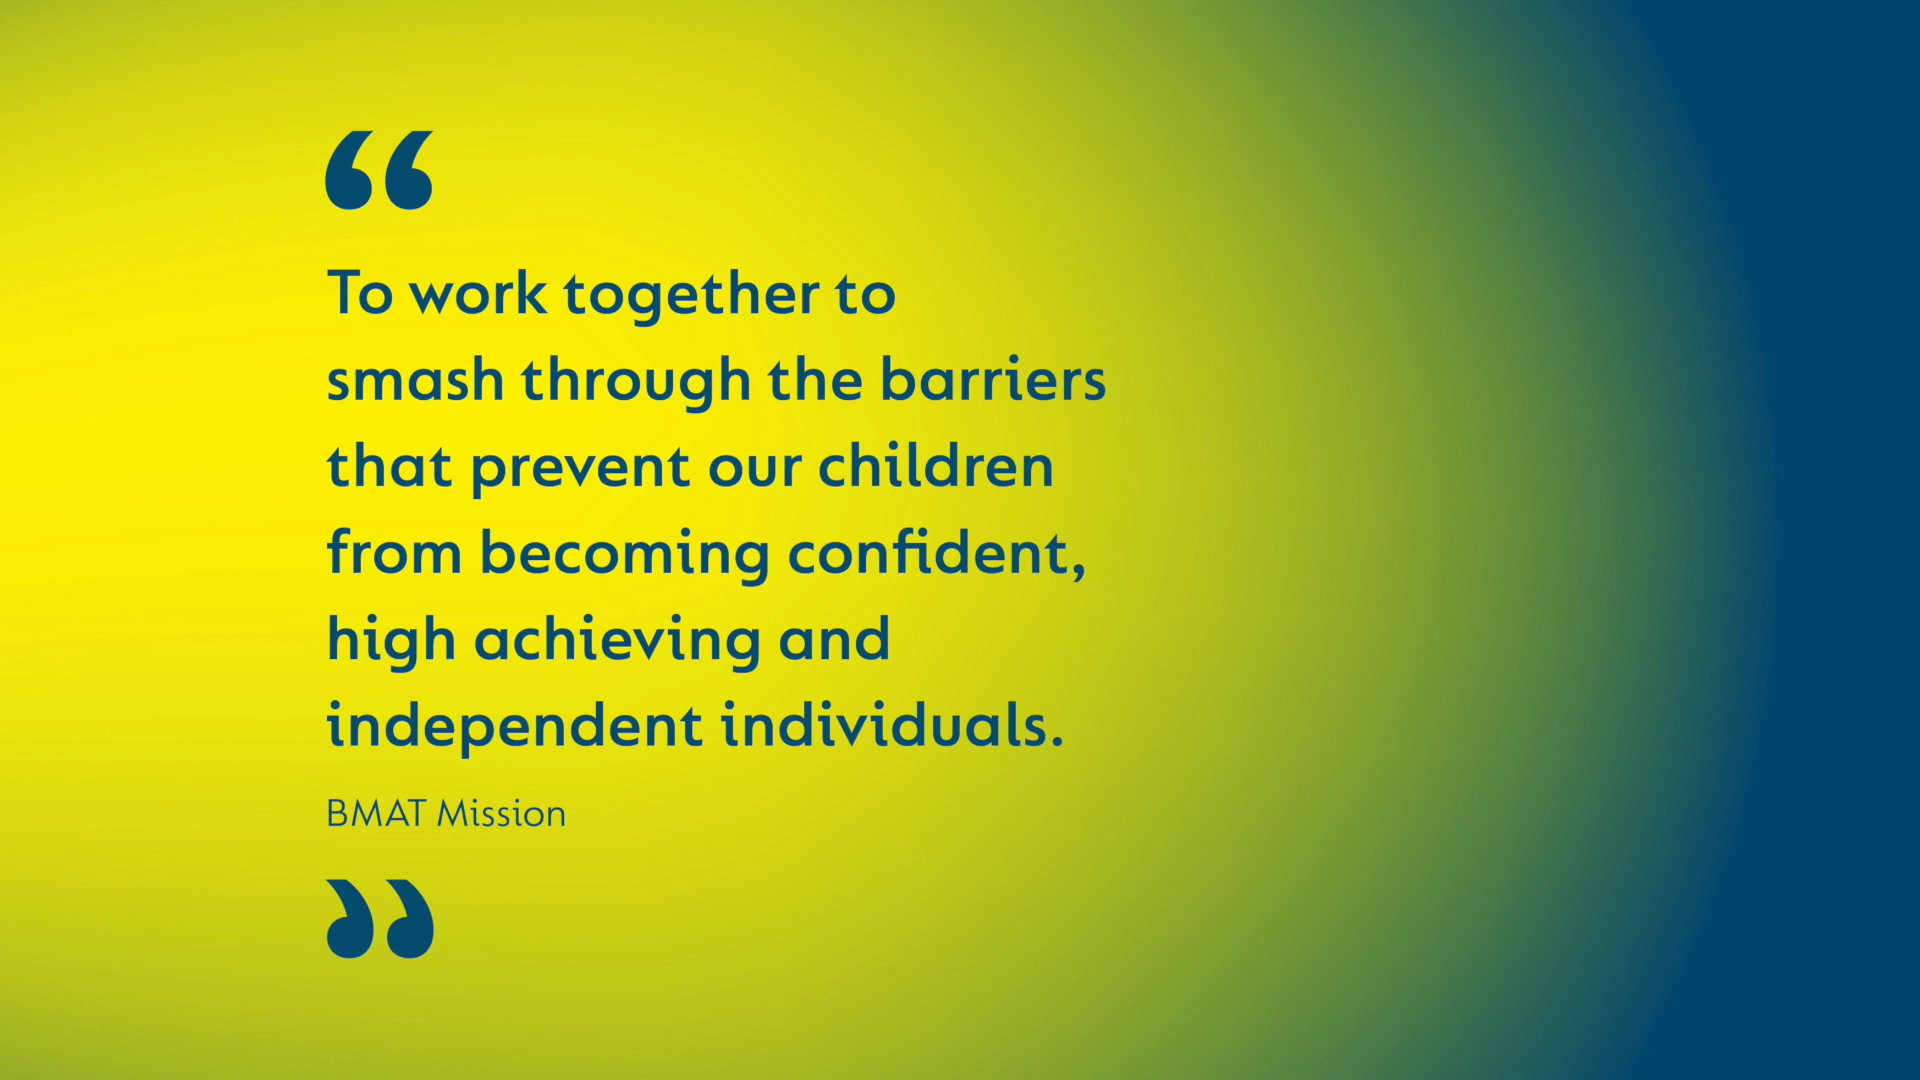 “
To work together to
smash through the barriers
that prevent our children
from becoming confident,
high achieving and
independent individuals.
BMAT Mission
”